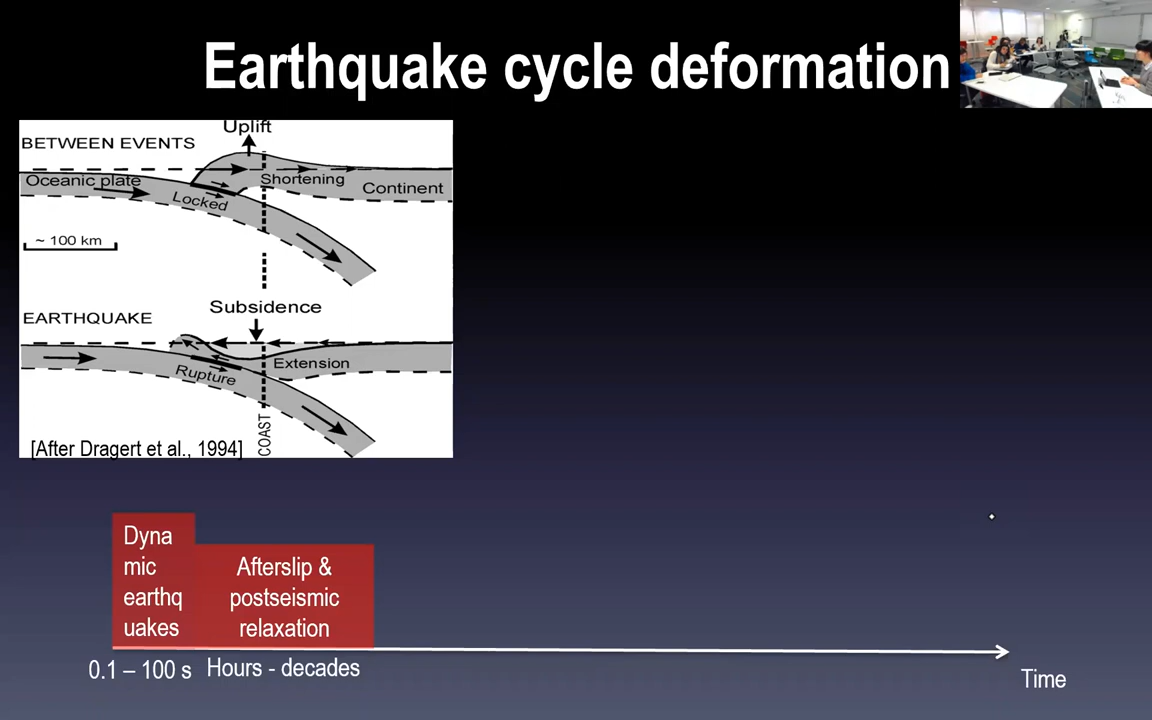 Earthquake cycle deformation
Uplift
BETWEEN EVENTS
Oceanic plate
Shortening
Continent
Locked
~ 100 km
Subsidence
EARTHQUAKE
Extension
Rupture
COAST
[After Dragert et al., 1994]
Dyna
mic
earthq
uakes
Afterslip &
postseismic
relaxation
0.1 – 100 s
Hours - decades
Time